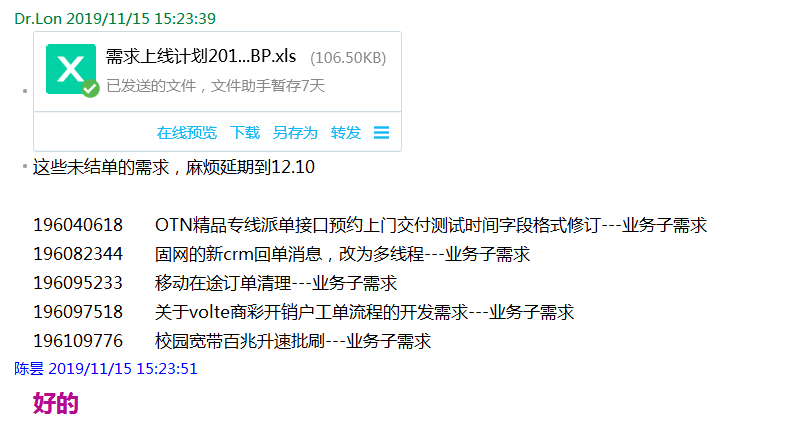 Dr.Lon 2019/11/15 15:23:39
需求上线计划201...BP.xls (106.50KB)
已发送的文件，文件助手暂存7天
在线预览 下载 另存为 转发
这些未结单的需求，麻烦延期到12.10
196040618 OTN精品专线派单接口预约上门交付测试时间字段格式修订---业务子需求
196082344 固网的新crm回单消息，改为多线程---业务子需求
196095233 移动在途订单清理---业务子需求
196097518 关于volte商彩开销户工单流程的开发需求---业务子需求
196109776 校园宽带百兆升速批刷---业务子需求
陈昙 2019/11/15 15:23:51
好的